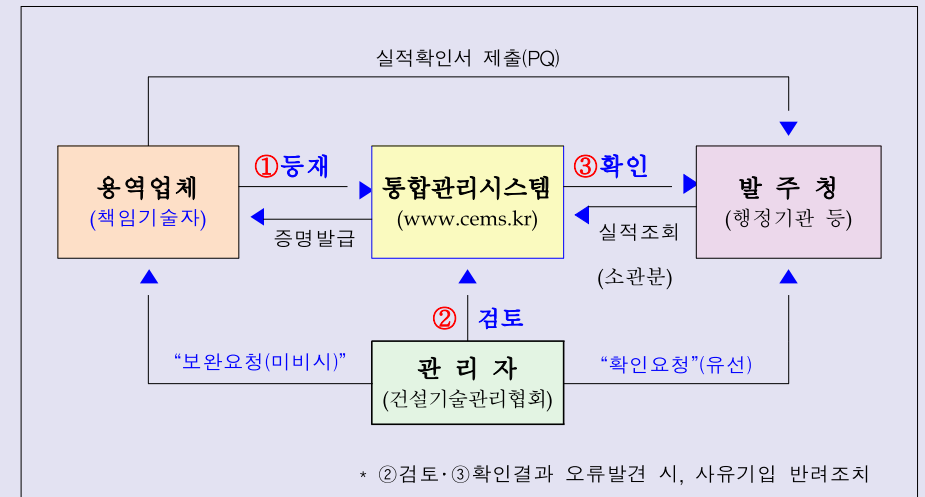 실적확인서 제출(PQ)
①등재
③확인
용역업체
(책임기술자)
통합관리시스템
(www.cems.kr)
발 주 청
(행정기관 등)
증명발급
실적조회
(소관분)
② 검토
“보완요청(미비시)”
관 리 자
(건설기술관리협회)
“확인요청”(유선)
* ②검토·③확인결과 오류발견 시, 사유기입 반려조치